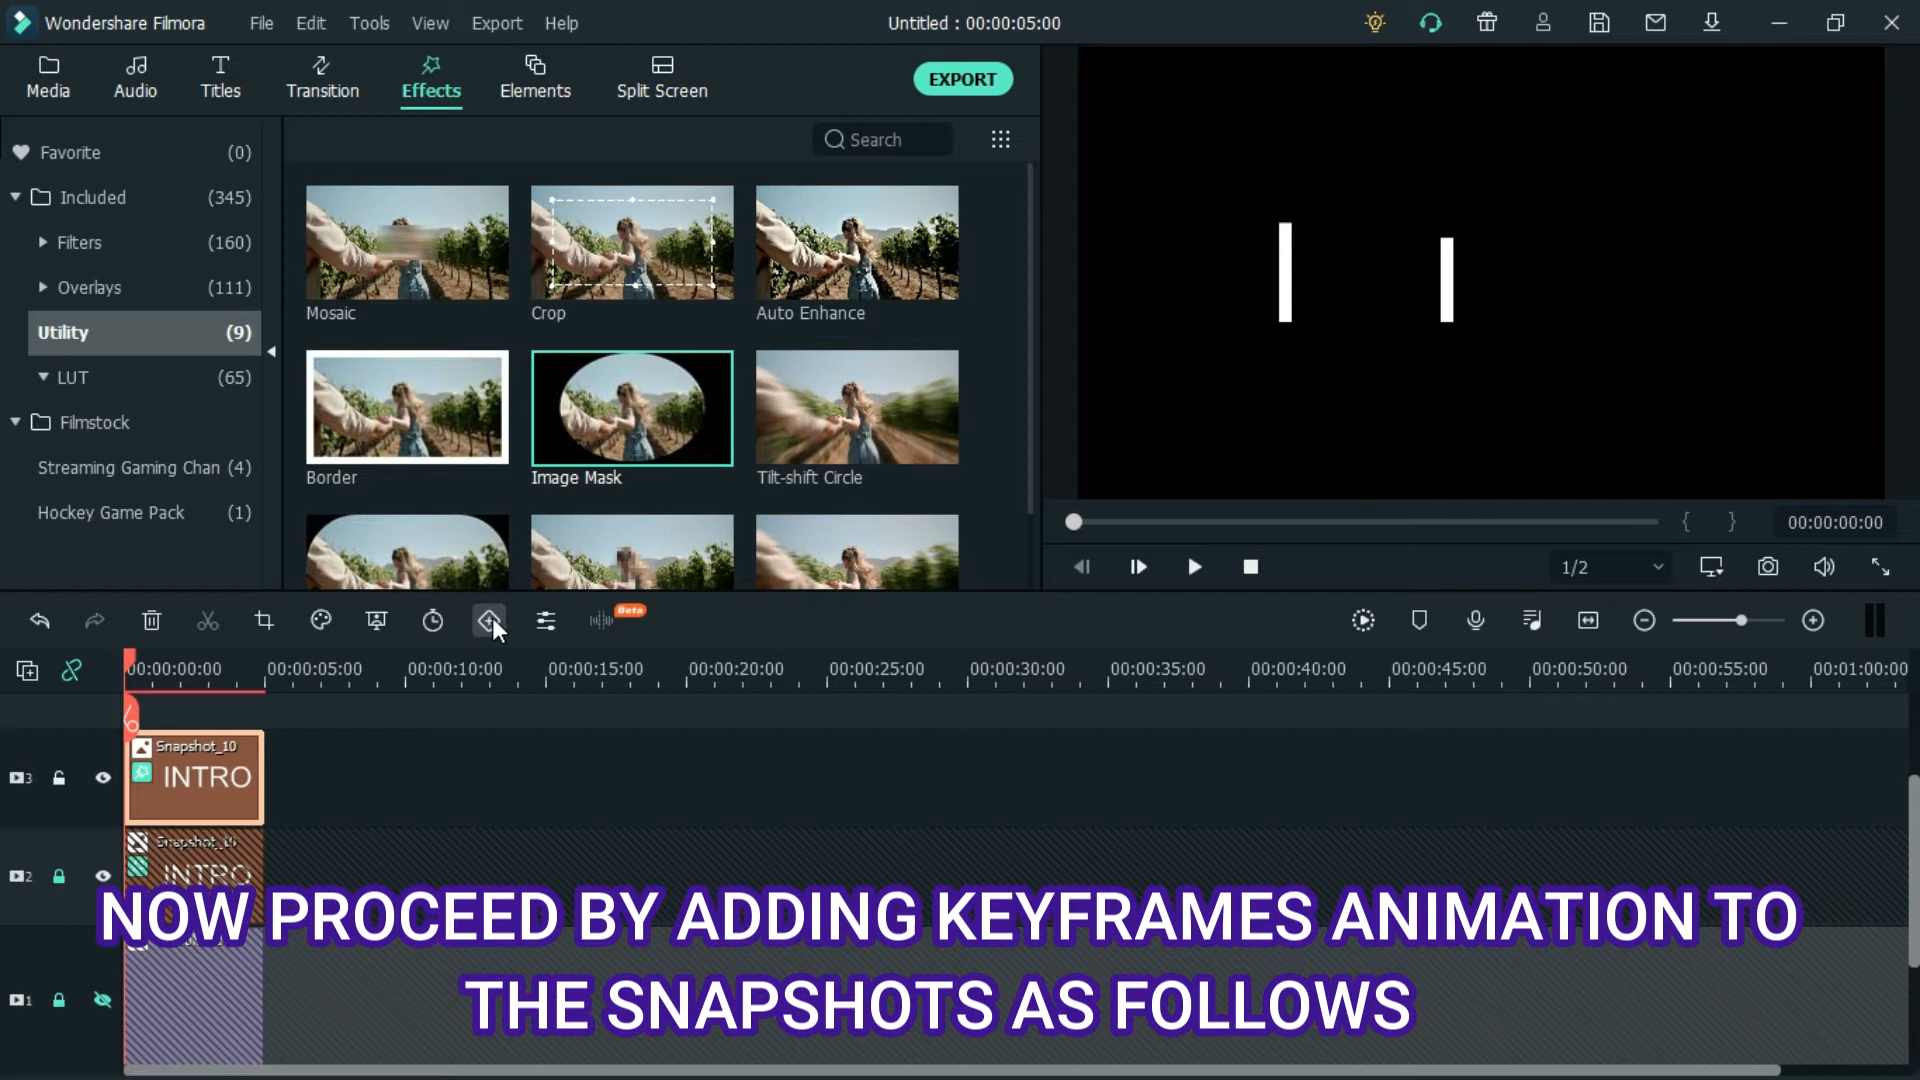 Wondershare Filmora File Edit Tools View Export Help Untitled : 00:00:05:00
Media Audio Titles Transition Effects Elements Split Screen EXPORT
Search
Favorite (0)
Included (345)
Filters (160)
Overlays (111)
Utility (9)
LUT (65)
Filmstock
Streaming Gaming Chan (4)
Hockey Game Pack (1)
Mosaic Crop Auto Enhance
Border Image Mask Tilt-shift Circle
{ } 00:00:00:00
1/2
Beta
00:00:00:00 00:00:05:00 00:00:10:00 00:00:15:00 00:00:20:00 00:00:25:00 00:00:30:00 00:00:35:00 00:00:40:00 00:00:45:00 00:00:50:00 00:00:55:00 00:01:00:00
Snapshot_10
3 INTRO
2 INTRO
NOW PROCEED BY ADDING KEYFRAMES ANIMATION TO
THE SNAPSHOTS AS FOLLOWS
1